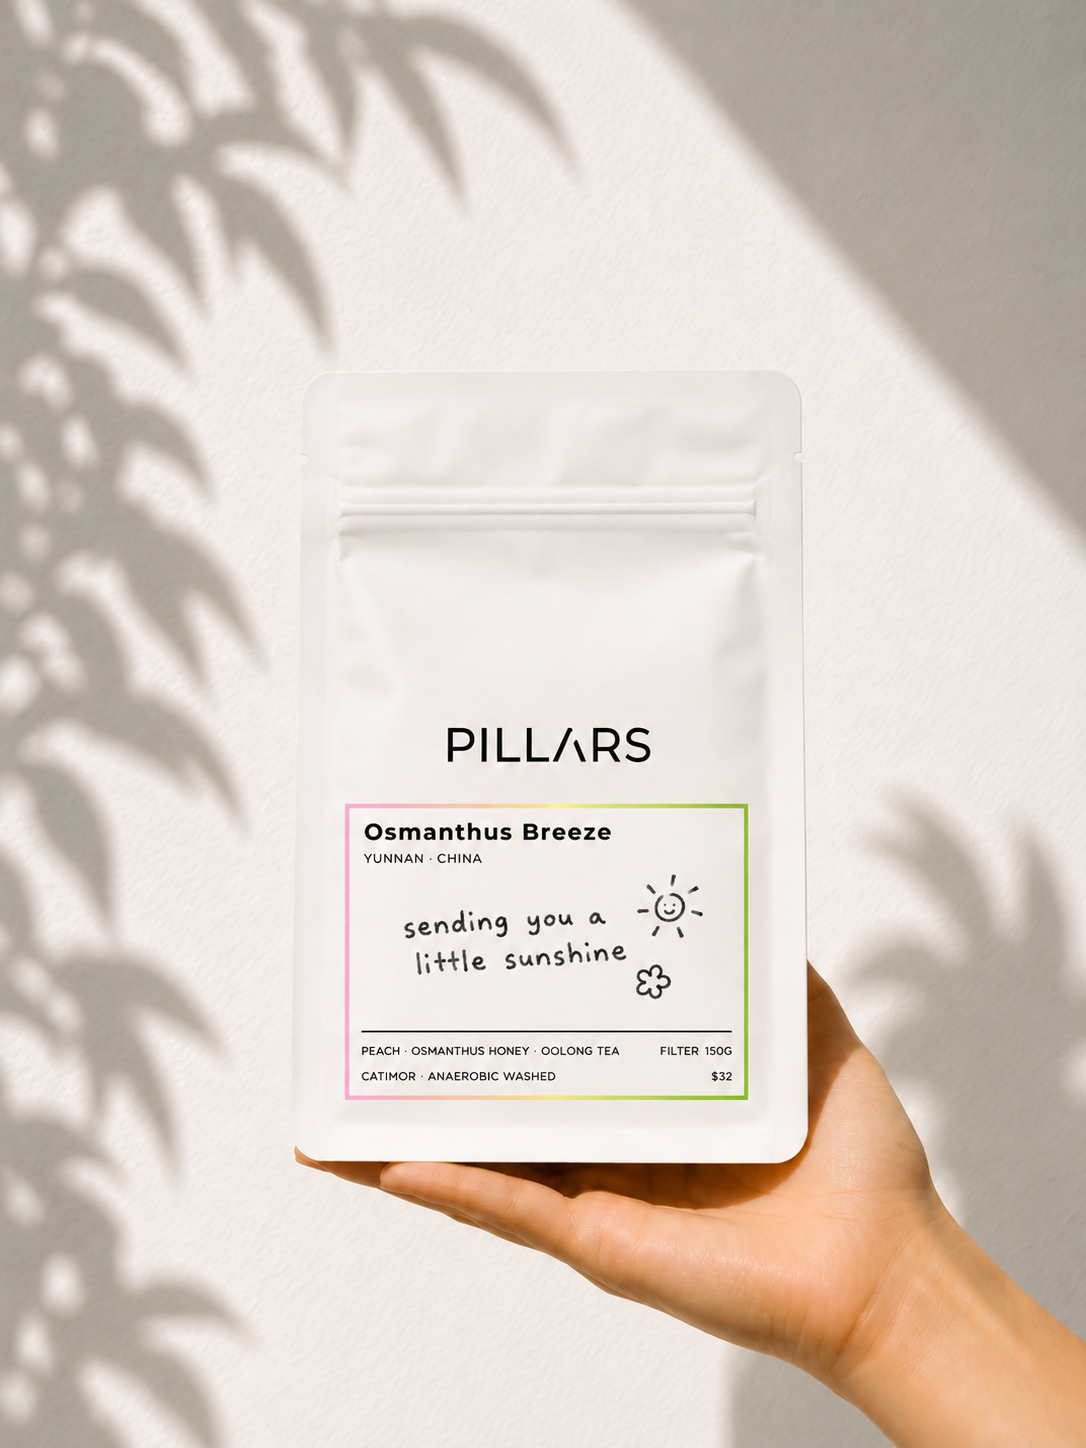 PILLARS
Osmanthus Breeze
YUNNAN · CHINA
sending you a
little sunshine
PEACH · OSMANTHUS HONEY · OOLONG TEA FILTER 150G
CATIMOR · ANAEROBIC WASHED $32